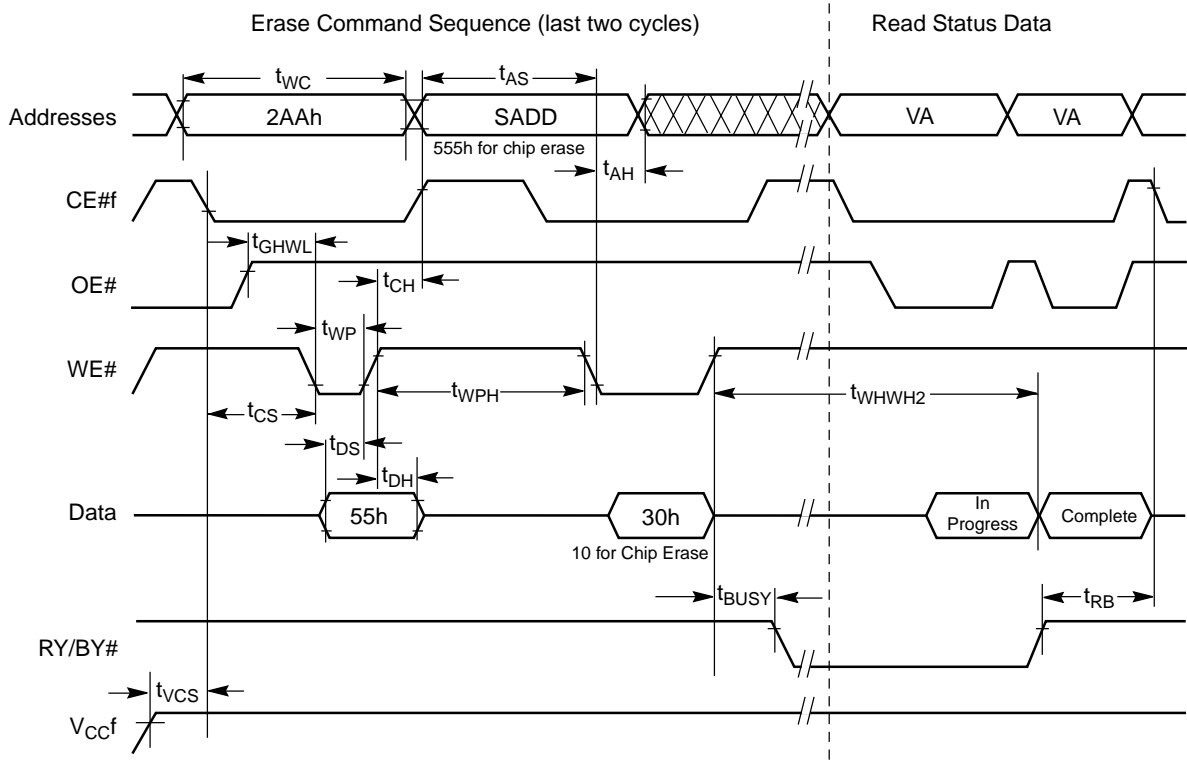 Erase Command Sequence (last two cycles)
Read Status Data
tWC
tAS
Addresses
2AAh
SADD
VA
VA
555h for chip erase
tAH
CE#f
tGHWL
OE#
tCH
tWP
WE#
tWPH
tWHWH2
tCS
tDS
tDH
Data
55h
30h
In
Progress
Complete
10 for Chip Erase
tBUSY
tRB
RY/BY#
tVCS
VCCf